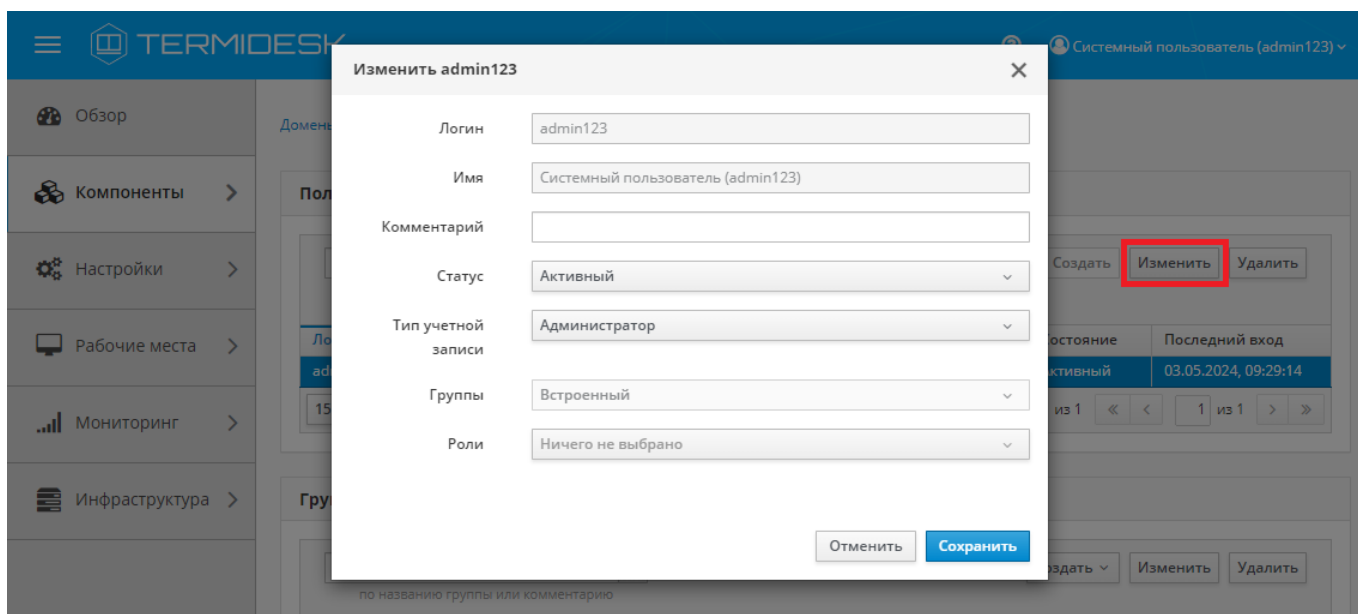 TERMIDESK
Системный пользователь (admin123)
Изменить admin123
Обзор
Логин
admin123
Имя
Системный пользователь (admin123)
Компоненты
Комментарий
Настройки
Статус
Активный
Создать
Изменить
Удалить
Рабочие места
Тип учетной
записи
Администратор
Последний вход
03.05.2024, 09:29:14
Группы
Встроенный
15
из 1
1 из 1
Мониторинг
Роли
Ничего не выбрано
Инфраструктура
Отменить
Сохранить
Изменить
Удалить
по названию группы или комментарию